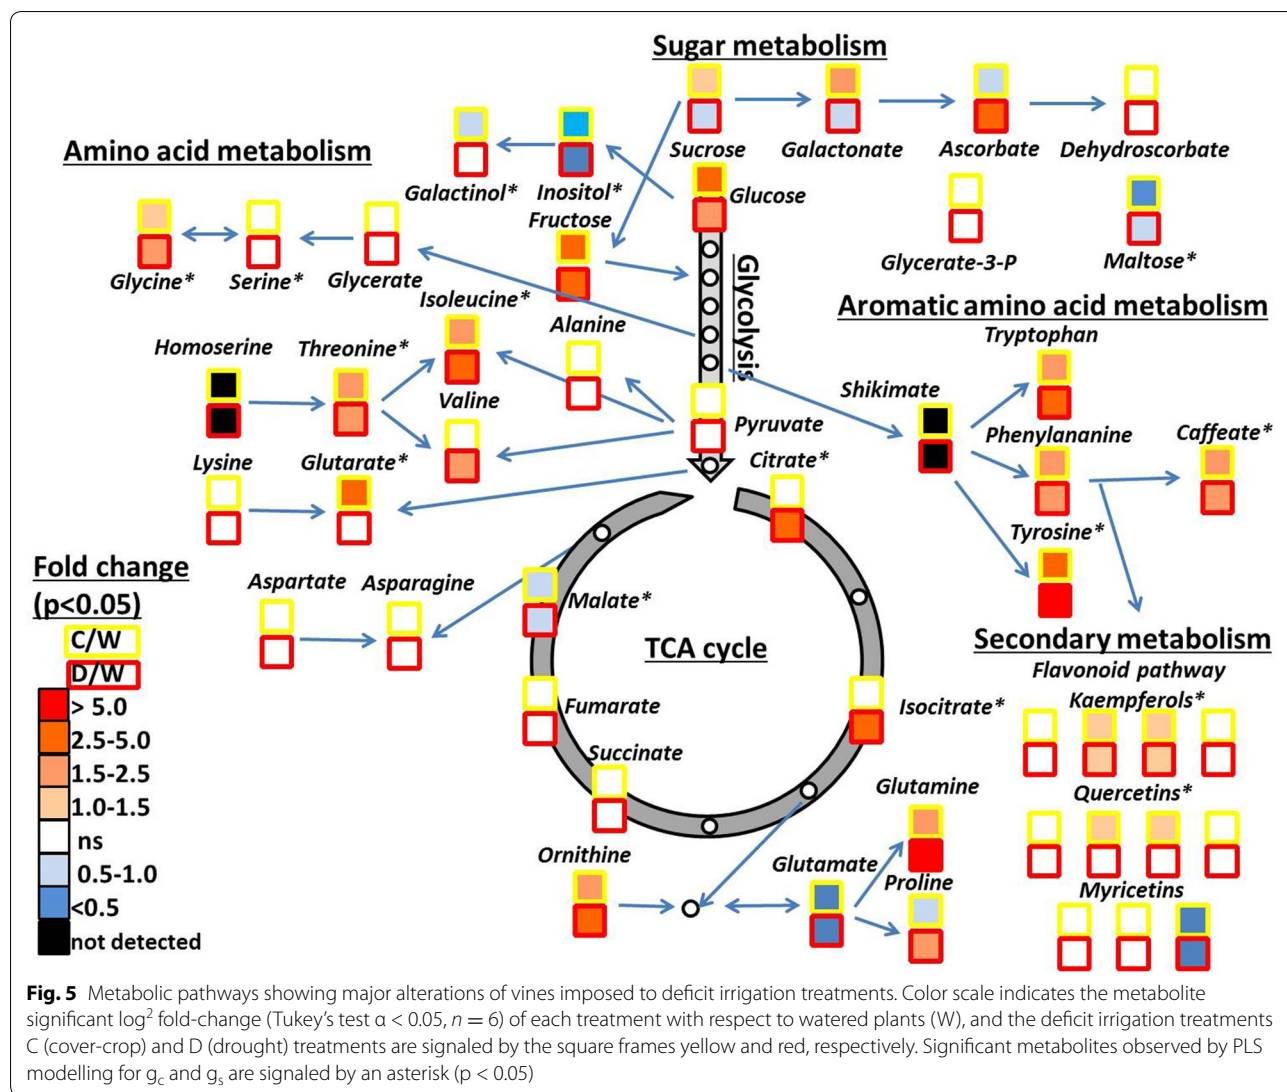 Sugar metabolism
Sucrose
Galactonate
Ascorbate
Dehydroscorbate
Amino acid metabolism
Galactinol*
Inositol*
Glucose
Fructose
Glycerate-3-P
Maltose*
Glycine*
Serine*
Glycerate
Glycolysis
Isoleucine*
Alanine
Aromatic amino acid metabolism
Tryptophan
Homoserine
Threonine*
Valine
Shikimate
Pyruvate
Phenylananine
Caffeate*
Lysine
Glutarate*
Citrate*
Tyrosine*
Fold change
(p<0.05)
C/W
D/W
> 5.0
2.5-5.0
1.5-2.5
1.0-1.5
ns
0.5-1.0
<0.5
not detected
Aspartate
Asparagine
Malate*
TCA cycle
Fumarate
Succinate
Isocitrate*
Secondary metabolism
Flavonoid pathway
Kaempferols*
Quercetins*
Myricetins
Ornithine
Glutamate
Glutamine
Proline
Fig. 5 Metabolic pathways showing major alterations of vines imposed to deficit irrigation treatments. Color scale indicates the metabolite
significant log² fold-change (Tukey's test α < 0.05, n = 6) of each treatment with respect to watered plants (W), and the deficit irrigation treatments
C (cover-crop) and D (drought) treatments are signaled by the square frames yellow and red, respectively. Significant metabolites observed by PLS
modelling for gc and gs are signaled by an asterisk (p < 0.05)